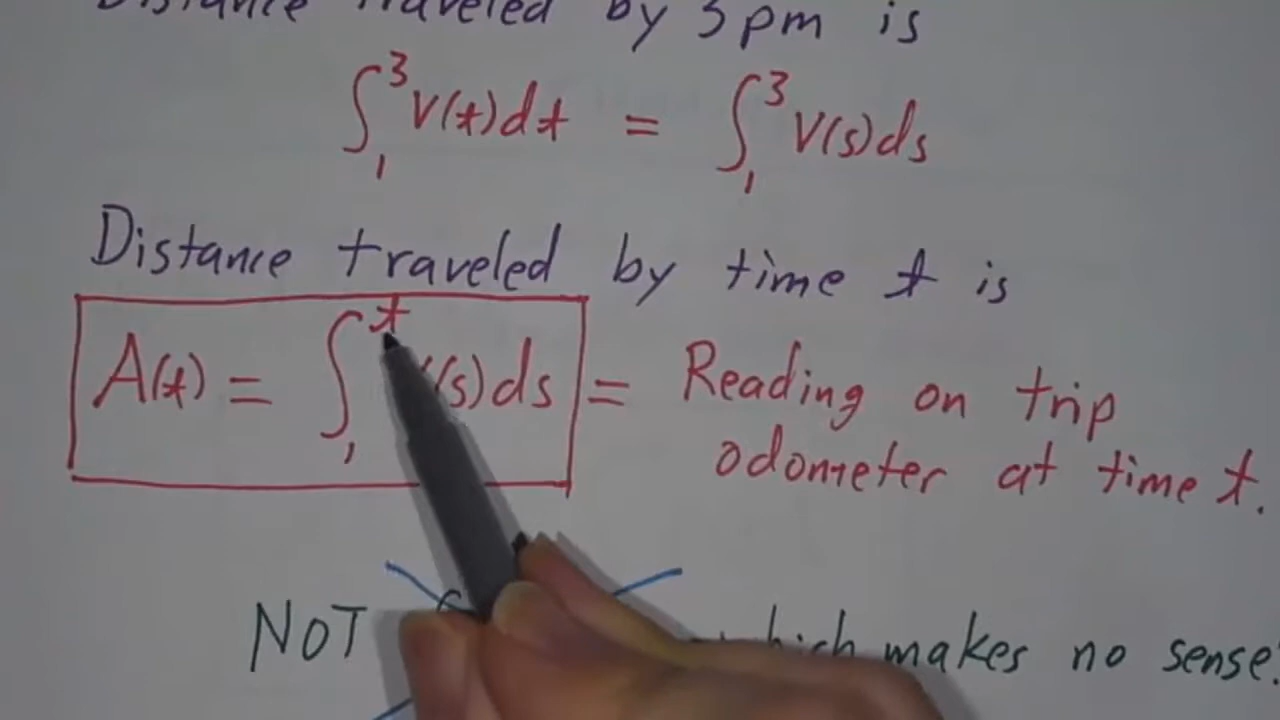 Distance traveled by 3pm is
∫₁³ V(t)dt = ∫₁³ V(s)ds
Distance traveled by time t is
A(t) = ∫₁ᵗ (s)ds = Reading on trip
odometer at time t.
NOT which makes no sense.